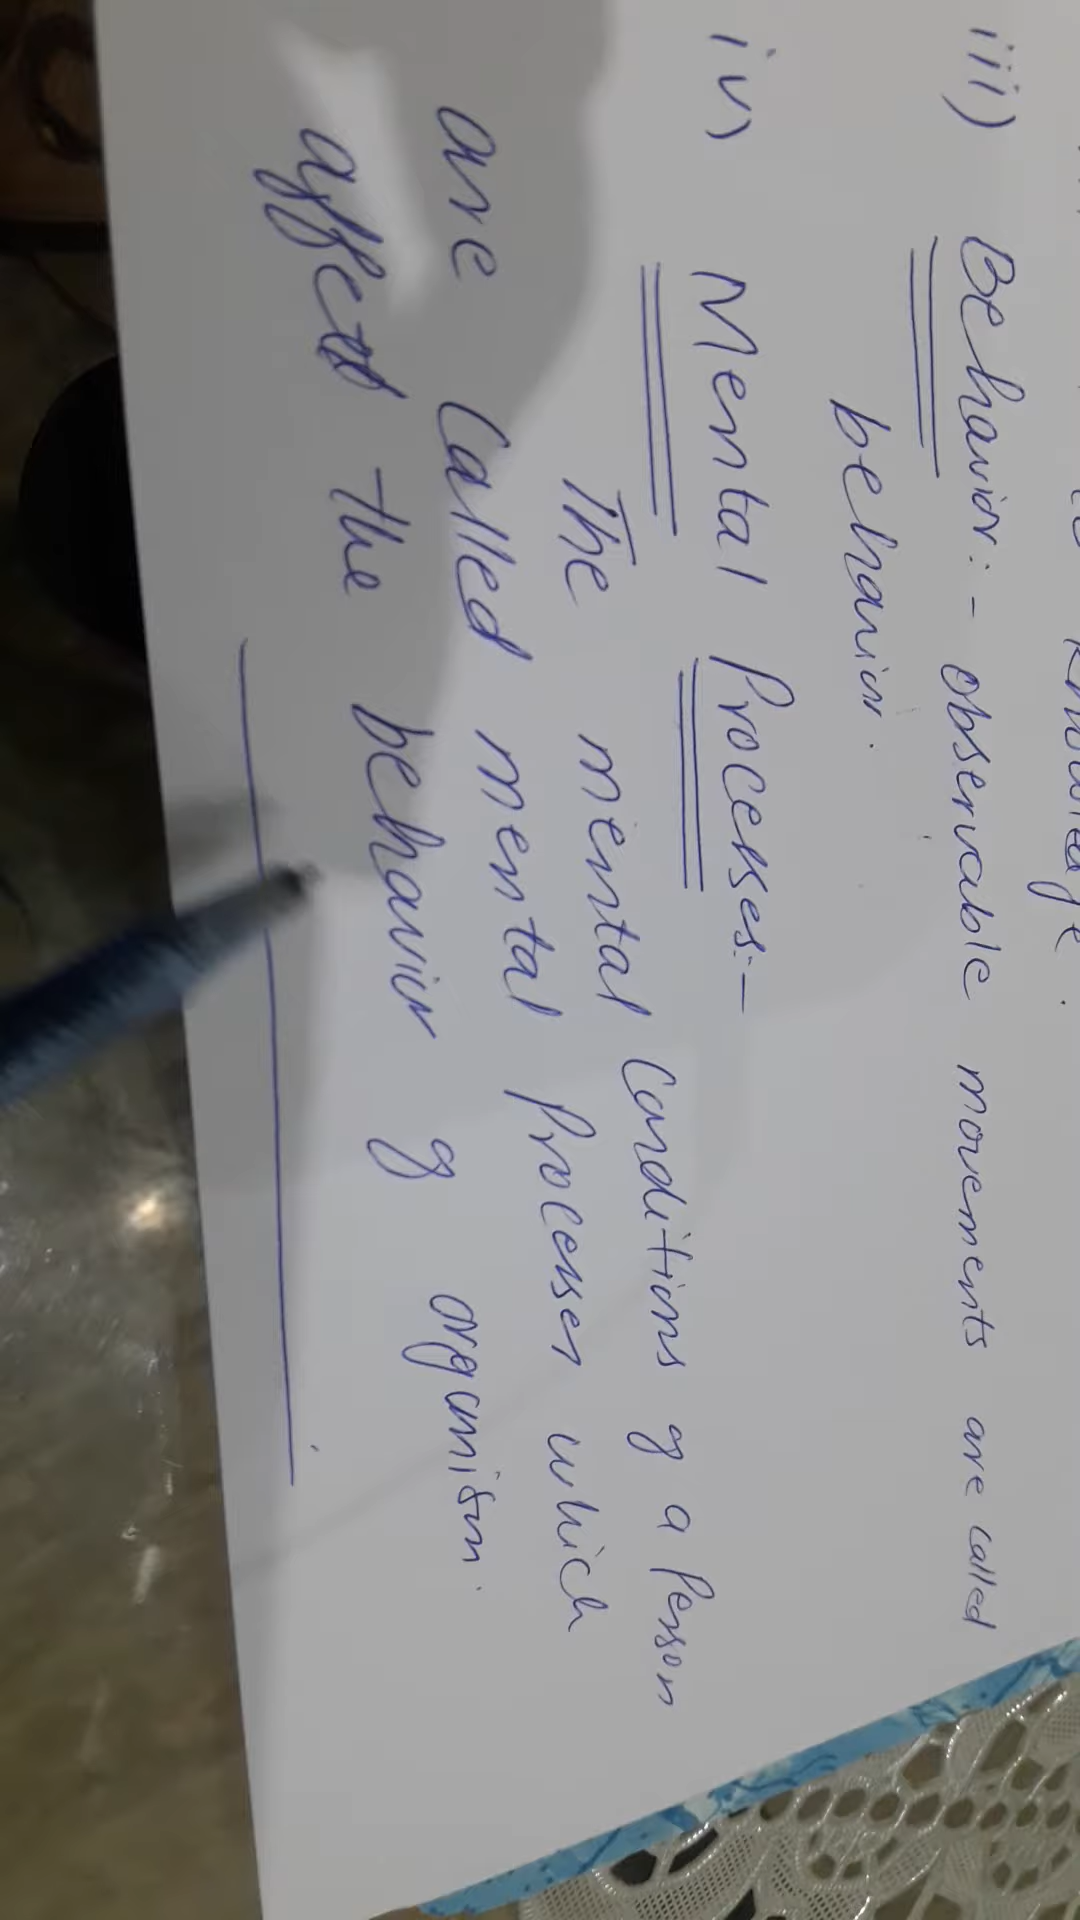 Knowledge.
iii) Behavior:- observable movements are called
behavior.
iv) Mental Processes:-
The mental Conditions of a Person
are Called mental Processes which
affect the behavior of organism.